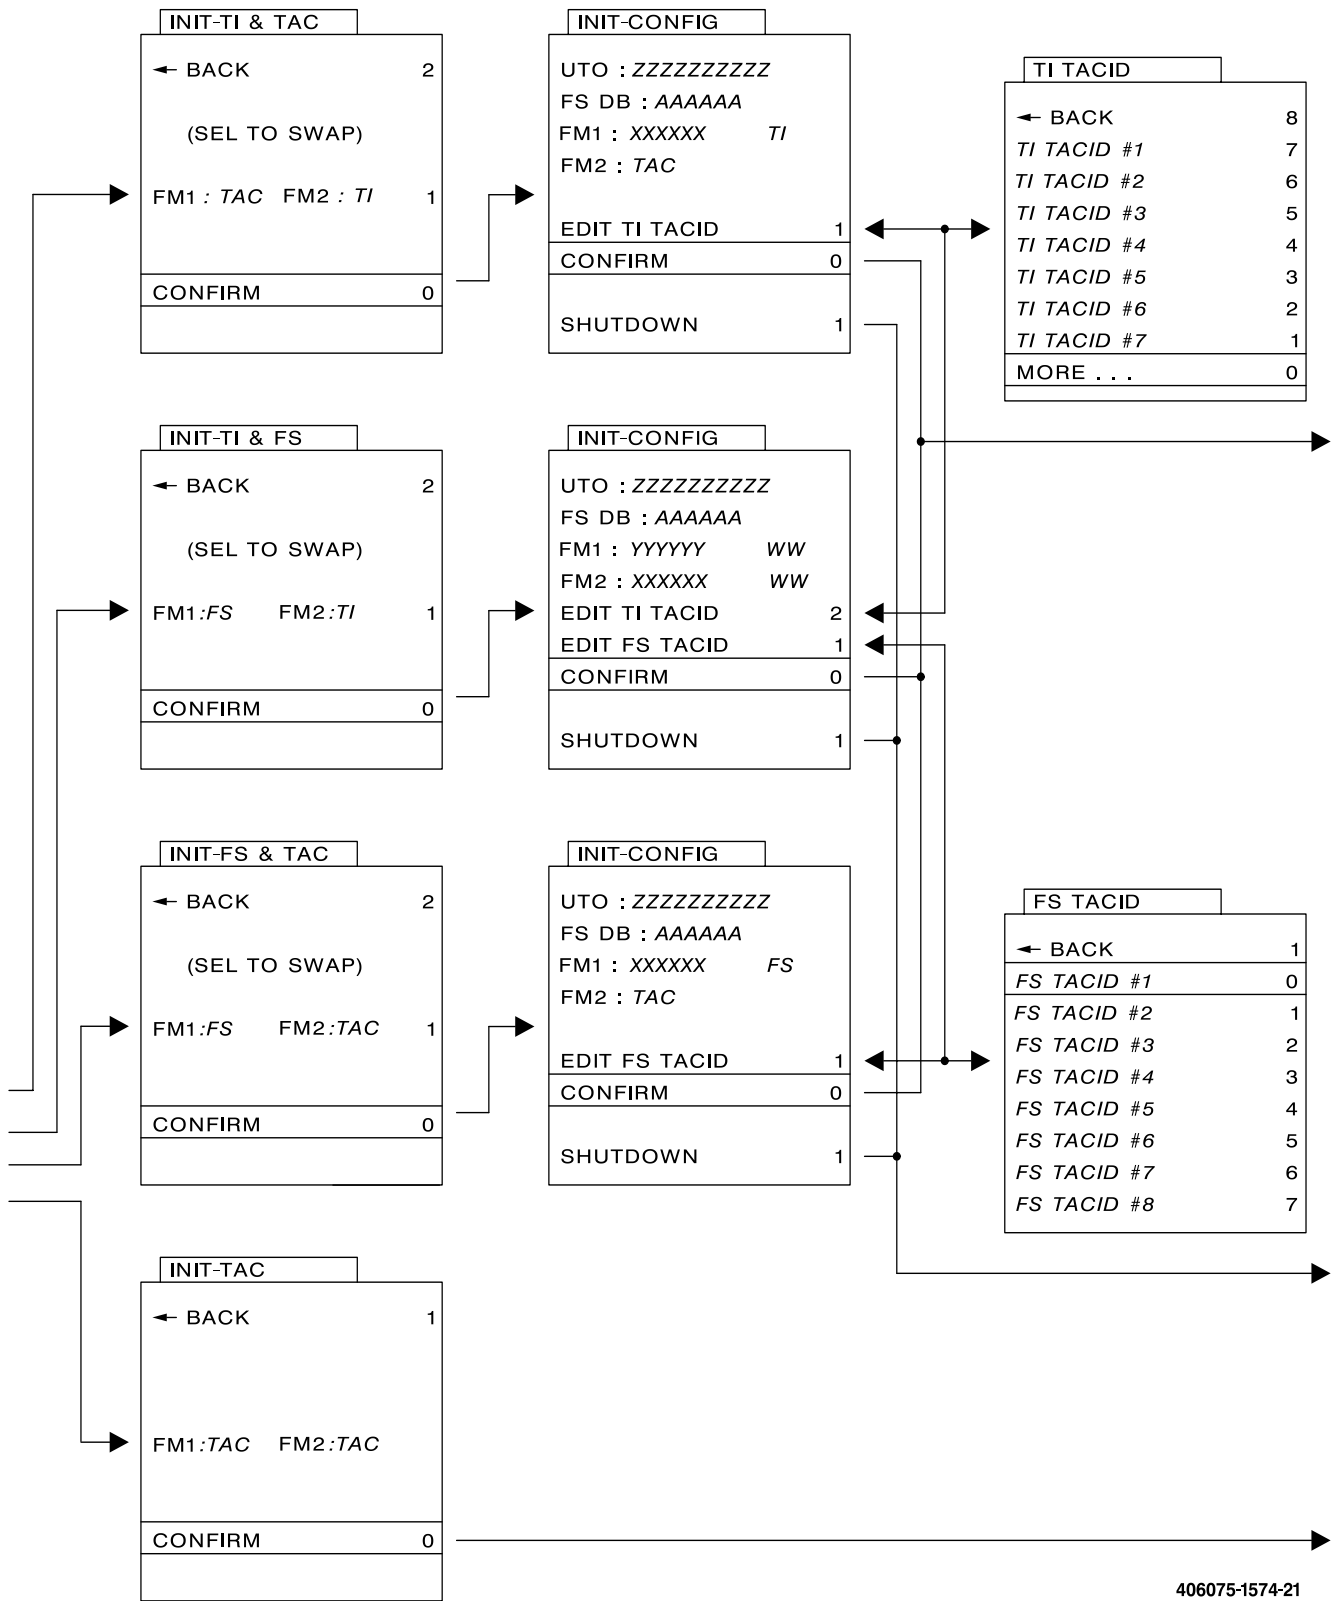 INIT-TI & TAC
← BACK 2
(SEL TO SWAP)
FM1 : TAC FM2 : TI 1
CONFIRM 0
INIT-CONFIG
UTO : ZZZZZZZZZZ
FS DB : AAAAAA
FM1 : XXXXXX TI
FM2 : TAC
EDIT TI TACID 1
CONFIRM 0
SHUTDOWN 1
TI TACID
← BACK 8
TI TACID #1 7
TI TACID #2 6
TI TACID #3 5
TI TACID #4 4
TI TACID #5 3
TI TACID #6 2
TI TACID #7 1
MORE . . . 0
INIT-TI & FS
← BACK 2
(SEL TO SWAP)
FM1:FS FM2:TI 1
CONFIRM 0
INIT-CONFIG
UTO : ZZZZZZZZZZ
FS DB : AAAAAA
FM1 : YYYYYY WW
FM2 : XXXXXX WW
EDIT TI TACID 2
EDIT FS TACID 1
CONFIRM 0
SHUTDOWN 1
INIT-FS & TAC
← BACK 2
(SEL TO SWAP)
FM1:FS FM2:TAC 1
CONFIRM 0
INIT-CONFIG
UTO : ZZZZZZZZZZ
FS DB : AAAAAA
FM1 : XXXXXX FS
FM2 : TAC
EDIT FS TACID 1
CONFIRM 0
SHUTDOWN 1
FS TACID
← BACK 1
FS TACID #1 0
FS TACID #2 1
FS TACID #3 2
FS TACID #4 3
FS TACID #5 4
FS TACID #6 5
FS TACID #7 6
FS TACID #8 7
INIT-TAC
← BACK 1
FM1:TAC FM2:TAC
CONFIRM 0
406075-1574-21